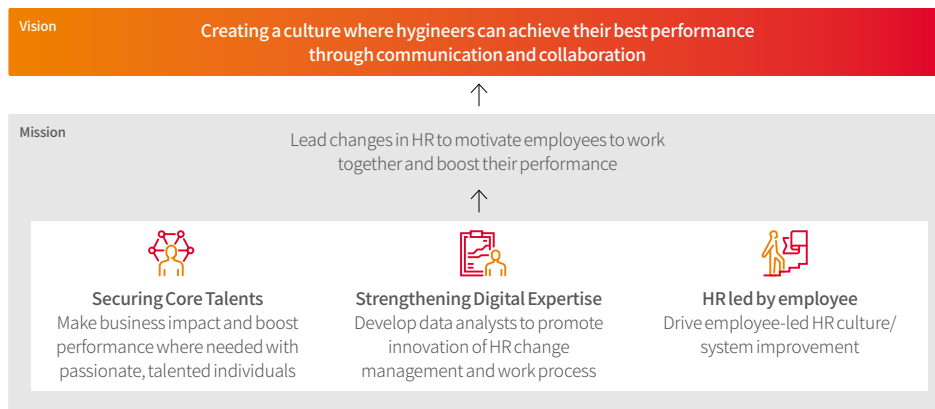 Vision
Creating a culture where hygineers can achieve their best performance
through communication and collaboration
Mission
Lead changes in HR to motivate employees to work
together and boost their performance
Securing Core Talents
Make business impact and boost
performance where needed with
passionate, talented individuals
Strengthening Digital Expertise
Develop data analysts to promote
innovation of HR change
management and work process
HR led by employee
Drive employee-led HR culture/
system improvement